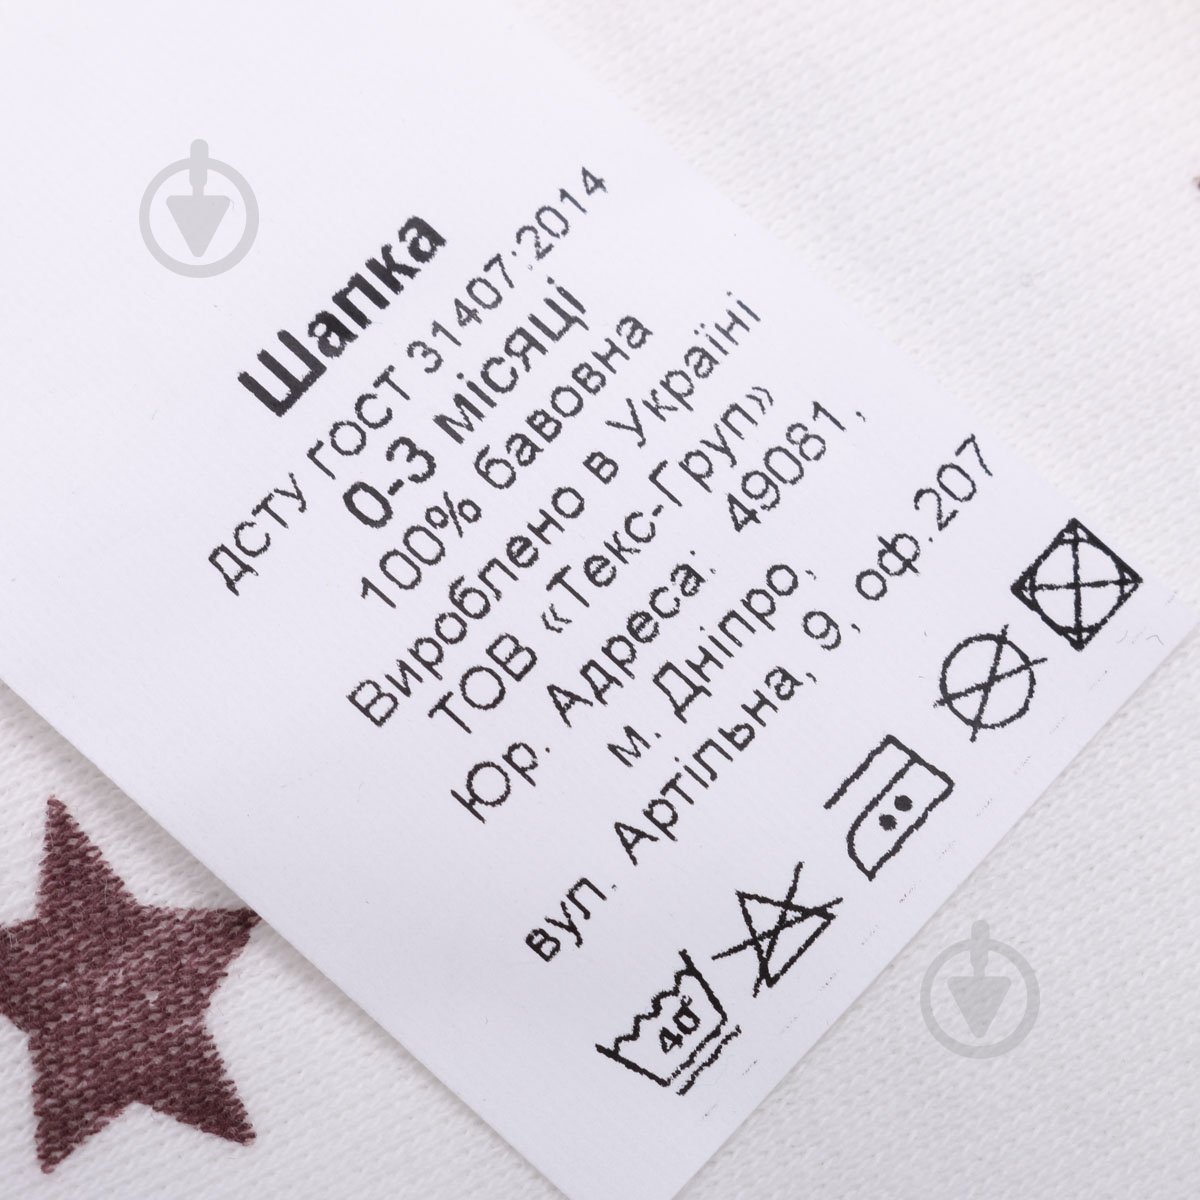 Шапка
ДСТУ ГОСТ 31407:2014
0-3 місяці
100% бавовна
Вироблено в Україні
ТОВ «Текс-Груп»
Юр. Адреса: 49081,
м. Дніпро,
вул. Артільна, 9, оф.207
40°